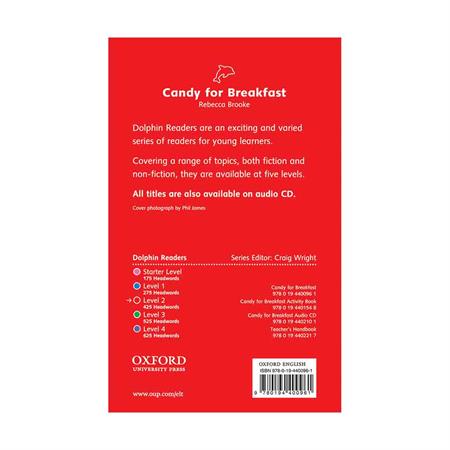 Candy for Breakfast
Rebecca Brooke
Dolphin Readers are an exciting and varied
series of readers for young learners.
Covering a range of topics, both fiction and
non-fiction, they are available at five levels.
All titles are also available on audio CD.
Cover photograph by Phil James
Dolphin Readers
Series Editor: Craig Wright
Starter Level
175 Headwords
Level 1
275 Headwords
Level 2
425 Headwords
Level 3
525 Headwords
Level 4
625 Headwords
Candy for Breakfast
978 0 19 440096 1
Candy for Breakfast Activity Book
978 0 19 440154 8
Candy for Breakfast Audio CD
978 0 19 440210 1
Teacher's Handbook
978 0 19 440221 7
OXFORD
UNIVERSITY PRESS
www.oup.com/elt
OXFORD ENGLISH
ISBN 978-0-19-440096-1
9 780194 400961